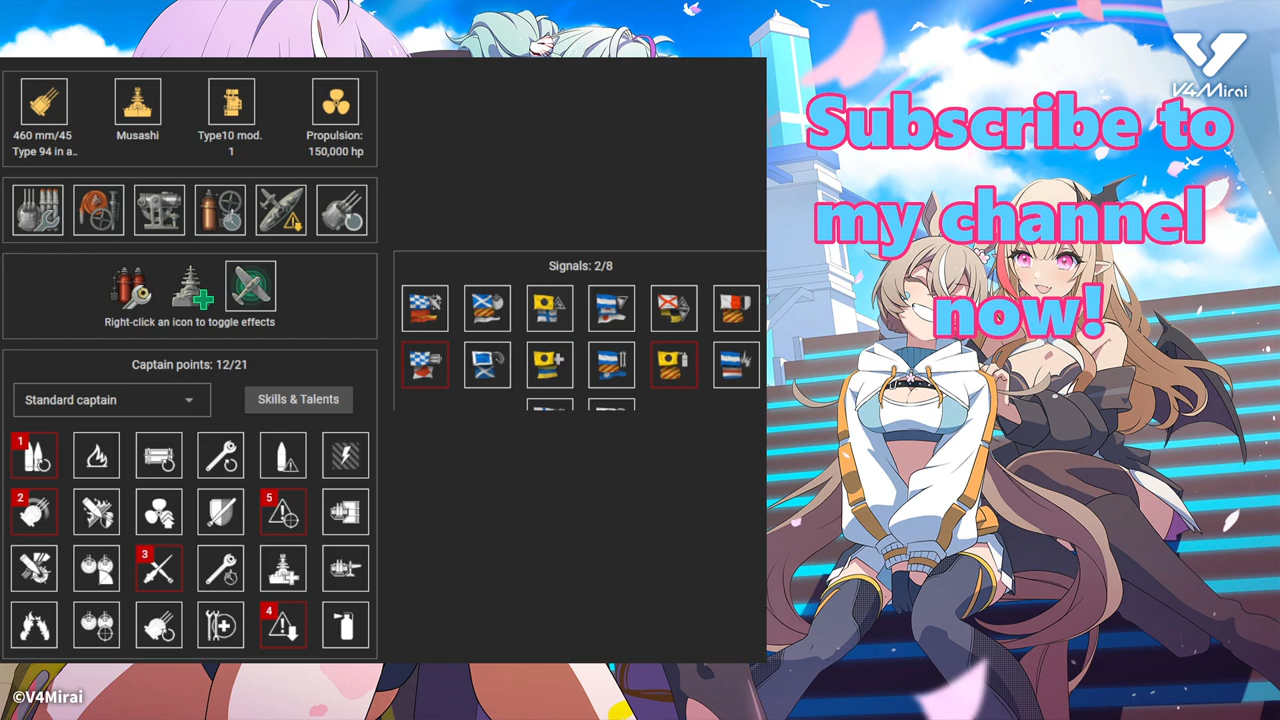 V4Mirai
Subscribe to
my channel
now!
460 mm/45
Type 94 in a..
Musashi
Type10 mod.
1
Propulsion:
150,000 hp
Right-click an icon to toggle effects
Captain points: 12/21
Standard captain
Skills & Talents
1
2
5
3
4
Signals: 2/8
©V4Mirai